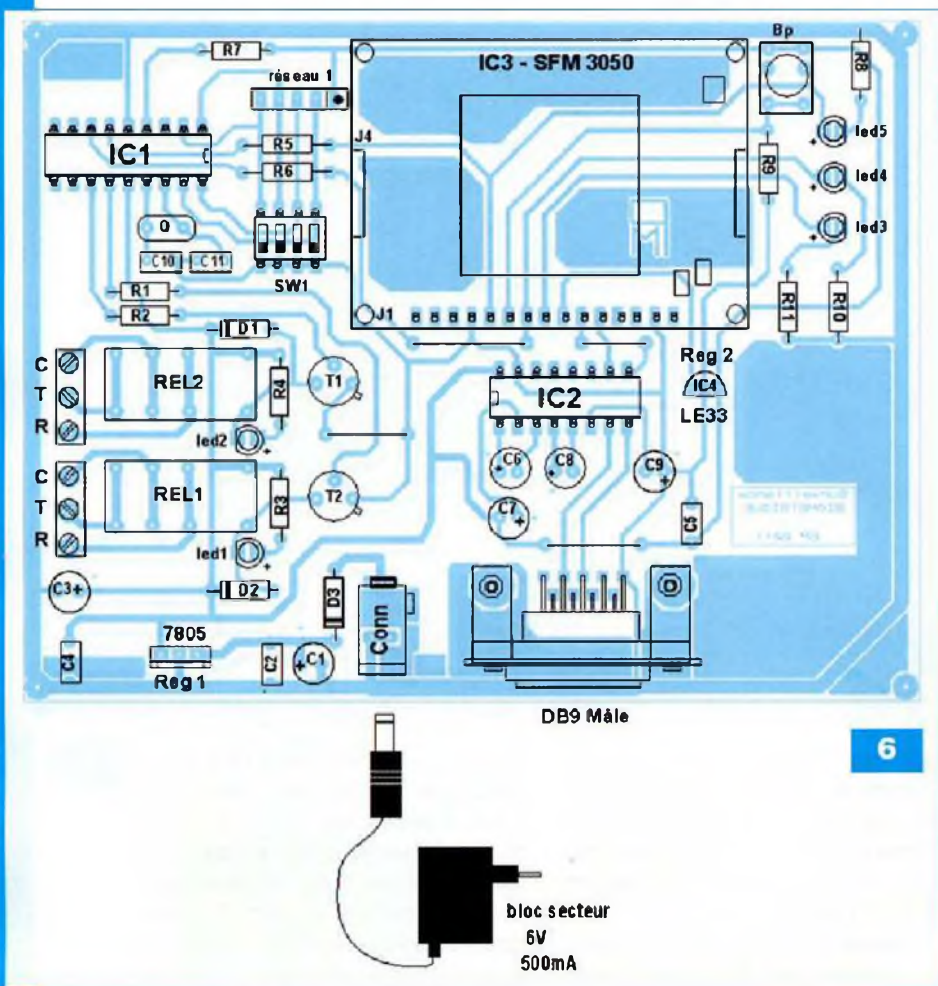 Bp
R7
IC3 - SFM 3050
R8
réseau 1
led5
J4
IC1
R5
R9
R6
led4
Q
led3
C10
C11
SW1
R1
J1
R11
R10
R2
D1
Reg 2
C
REL2
R4
T1
IC2
IC4
T
LE33
R
led2
C6
C8
C9
C
REL1
R3
T2
T
C7
C5
R
led1
C3+
D2
D3
Conn
7805
C4
C2
C1
Reg 1
DB9 Mâle
6
bloc secteur
6V
500mA